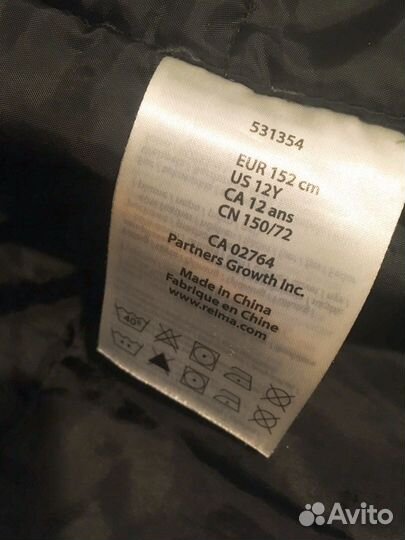 531354
EUR 152 cm
US 12Y
CA 12 ans
CN 150/72
CA 02764
Partners Growth Inc.
Made in China
Fabrique en Chine
www.reima.com
40°
Avito